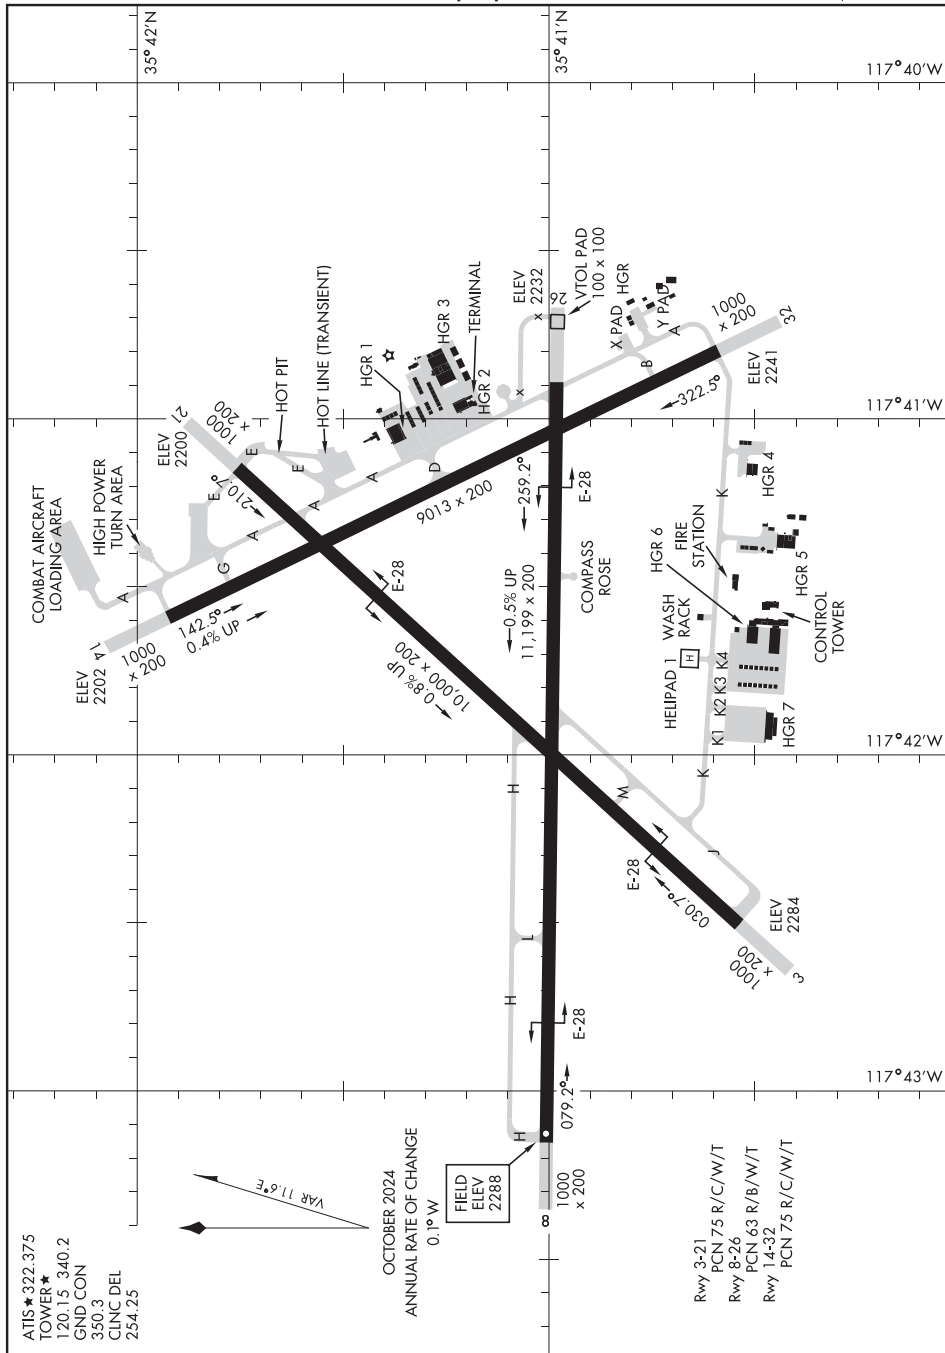 ATIS★322.375
TOWER★
120.15 340.2
GND CON
350.3
CLNC DEL
254.25
VAR 11.6°E
OCTOBER 2024
ANNUAL RATE OF CHANGE
0.1° W
FIELD
ELEV
2288
Rwy 3-21
PCN 75 R/C/W/T
Rwy 8-26
PCN 63 R/B/W/T
Rwy 14-32
PCN 75 R/C/W/T
35°42'N
35°41'N
117°40'W
117°41'W
117°42'W
117°43'W
COMBAT AIRCRAFT
LOADING AREA
HIGH POWER
TURN AREA
ELEV
2200
21
1000
x 200
HOT PIT
HOT LINE (TRANSIENT)
HGR 1
HGR 3
TERMINAL
HGR 2
ELEV
2232
26
VTOL PAD
100 x 100
X PAD
HGR
Y PAD
1000
x 200
32
ELEV
2241
322.5°
ELEV
2202
14
1000
x 200
142.5°
0.4% UP
9013 x 200
210.7°
0.8% UP
10,000 x 200
E-28
259.2°
E-28
0.5% UP
11,199 x 200
COMPASS
ROSE
HGR 4
HGR 5
FIRE
STATION
HGR 6
WASH
RACK
CONTROL
TOWER
HELIPAD 1
H
HGR 7
K1
K2
K3
K4
K
K
A
A
A
A
A
B
D
E
E
E
G
H
H
H
L
M
J
X
X
E-28
030.7°
ELEV
2284
1000
x 200
3
E-28
079.2°
1000
x 200
8